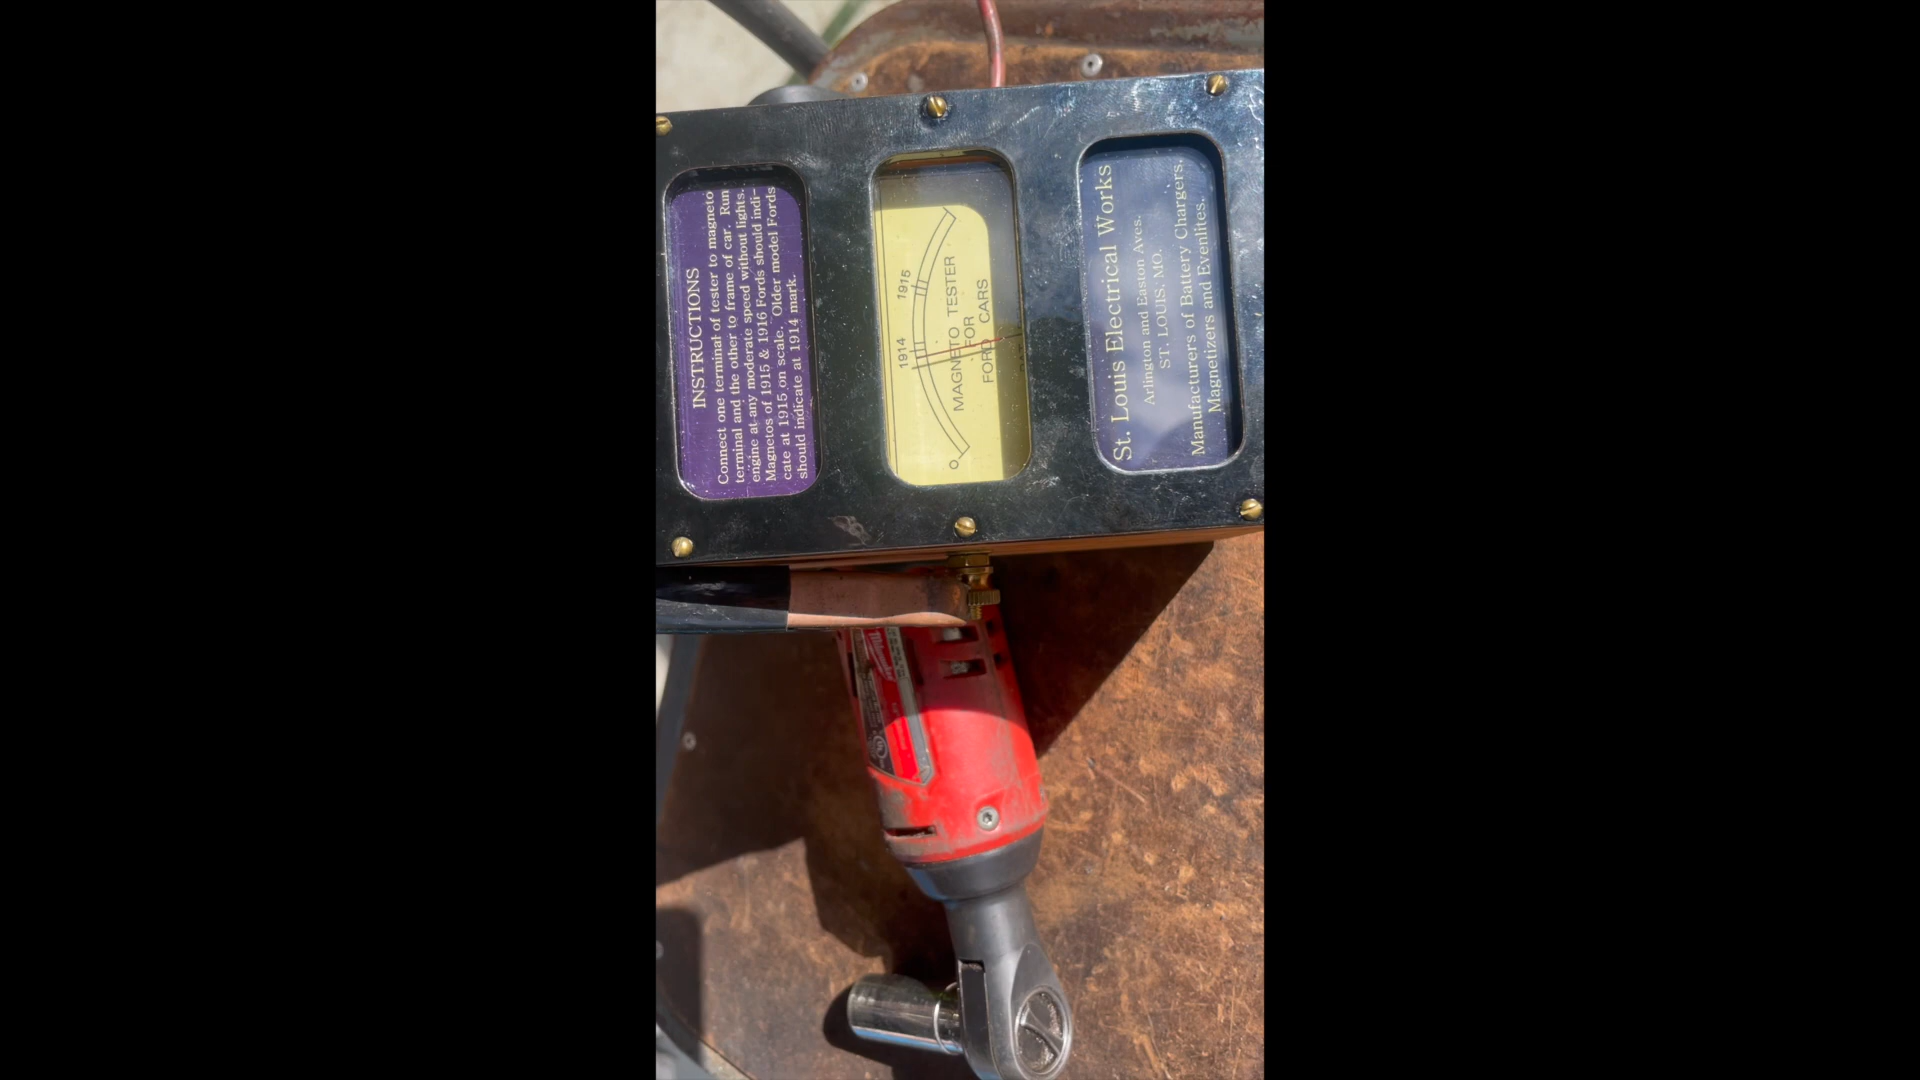 INSTRUCTIONS
Connect one terminal of tester to magneto
terminal and the other to frame of car. Run
engine at any moderate speed without lights.
Magnetos of 1915 & 1916 Fords should indi-
cate at 1915 on scale. Older model Fords
should indicate at 1914 mark.
0
1914
1915
MAGNETO TESTER
FOR
FORD CARS
St. Louis Electrical Works
Arlington and Easton Aves.
ST. LOUIS, MO.
Manufacturers of Battery Chargers,
Magnetizers and Evenlites.
Milwaukee